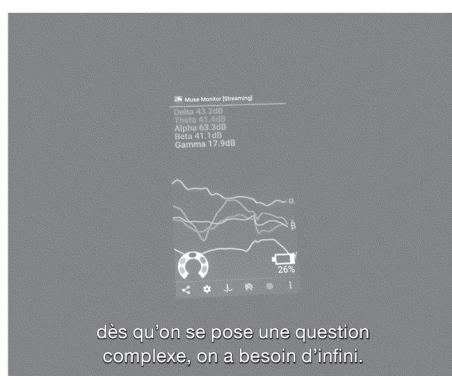 Muse Monitor [Streaming]
Delta 43.2dB
Theta 41.4dB
Alpha 63.3dB
Beta 41.1dB
Gamma 17.9dB
α
β
26%
dès qu'on se pose une question
complexe, on a besoin d'infini.